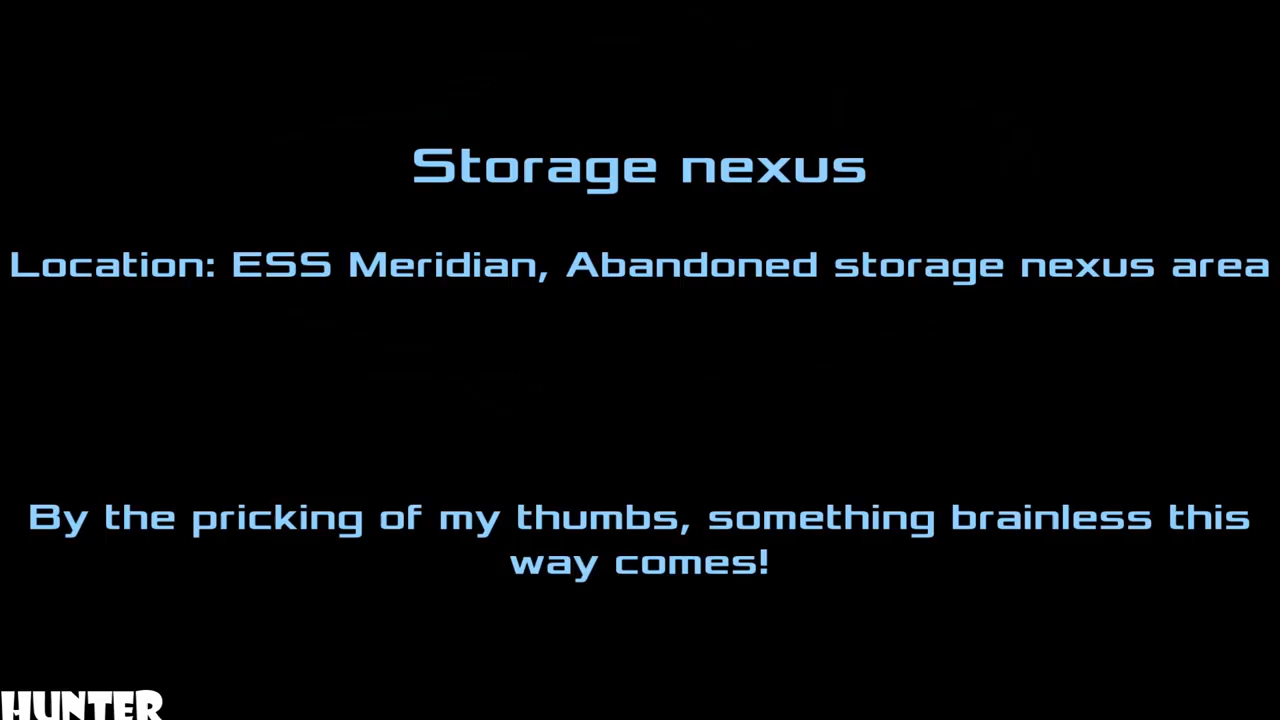 Storage nexus
Location: ESS Meridian, Abandoned storage nexus area
By the pricking of my thumbs, something brainless this
way comes!
HUNTER